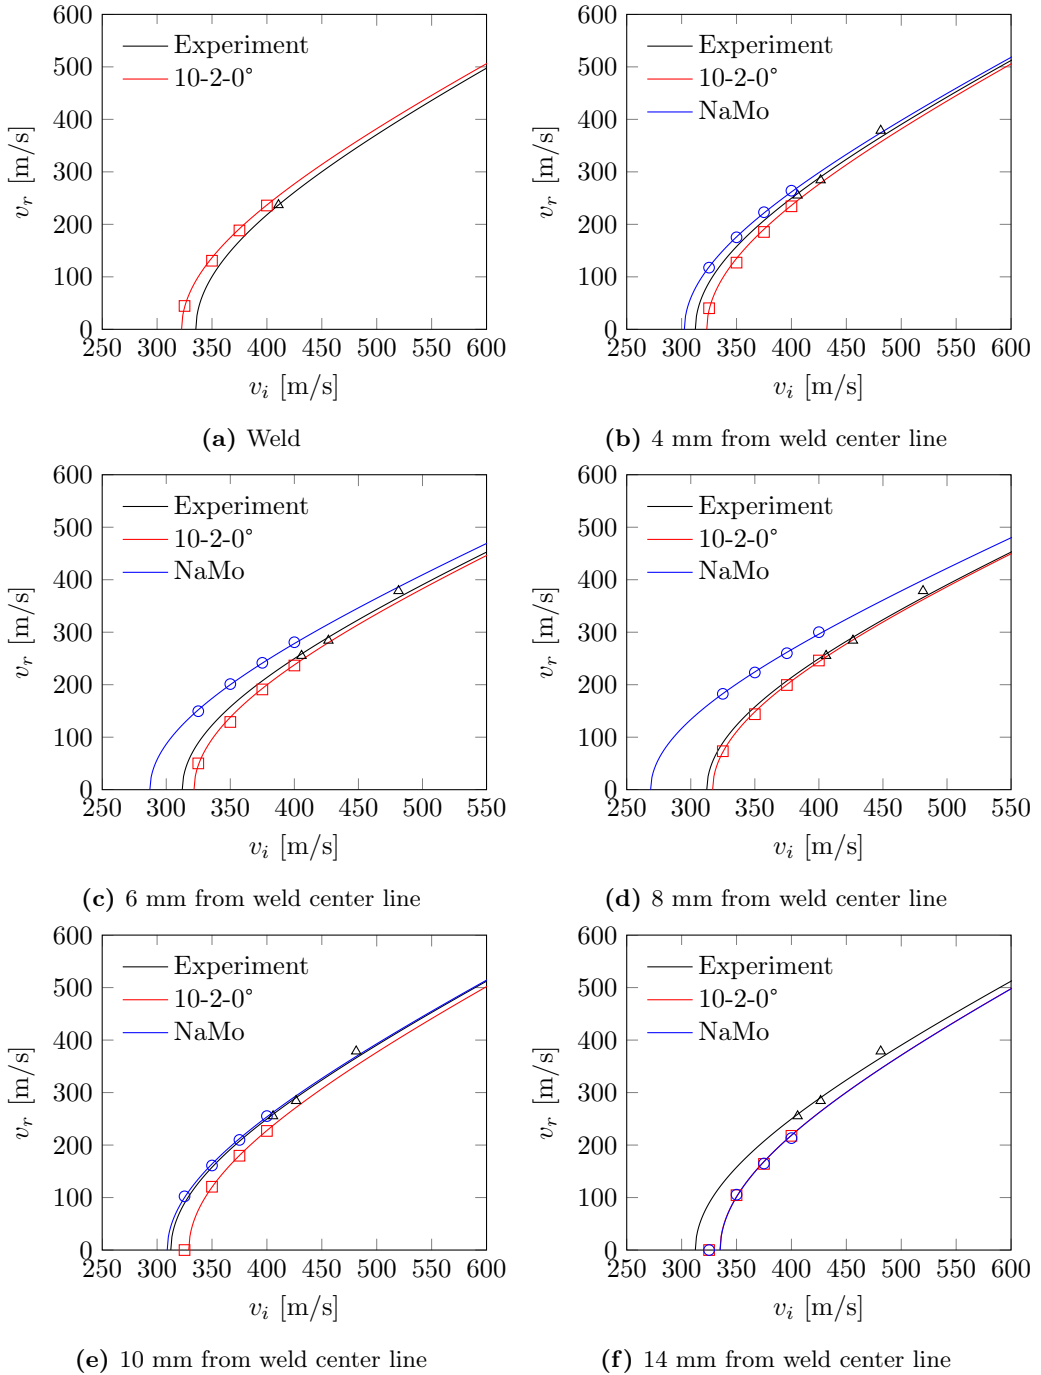 600
500
400
300
200
100
0
v_r [m/s]
Experiment
10-2-0°
250 300 350 400 450 500 550 600
v_i [m/s]
(a) Weld
600
500
400
300
200
100
0
v_r [m/s]
Experiment
10-2-0°
NaMo
250 300 350 400 450 500 550 600
v_i [m/s]
(b) 4 mm from weld center line
600
500
400
300
200
100
0
v_r [m/s]
Experiment
10-2-0°
NaMo
250 300 350 400 450 500 550
v_i [m/s]
(c) 6 mm from weld center line
600
500
400
300
200
100
0
v_r [m/s]
Experiment
10-2-0°
NaMo
250 300 350 400 450 500 550
v_i [m/s]
(d) 8 mm from weld center line
600
500
400
300
200
100
0
v_r [m/s]
Experiment
10-2-0°
NaMo
250 300 350 400 450 500 550 600
v_i [m/s]
(e) 10 mm from weld center line
600
500
400
300
200
100
0
v_r [m/s]
Experiment
10-2-0°
NaMo
250 300 350 400 450 500 550 600
v_i [m/s]
(f) 14 mm from weld center line